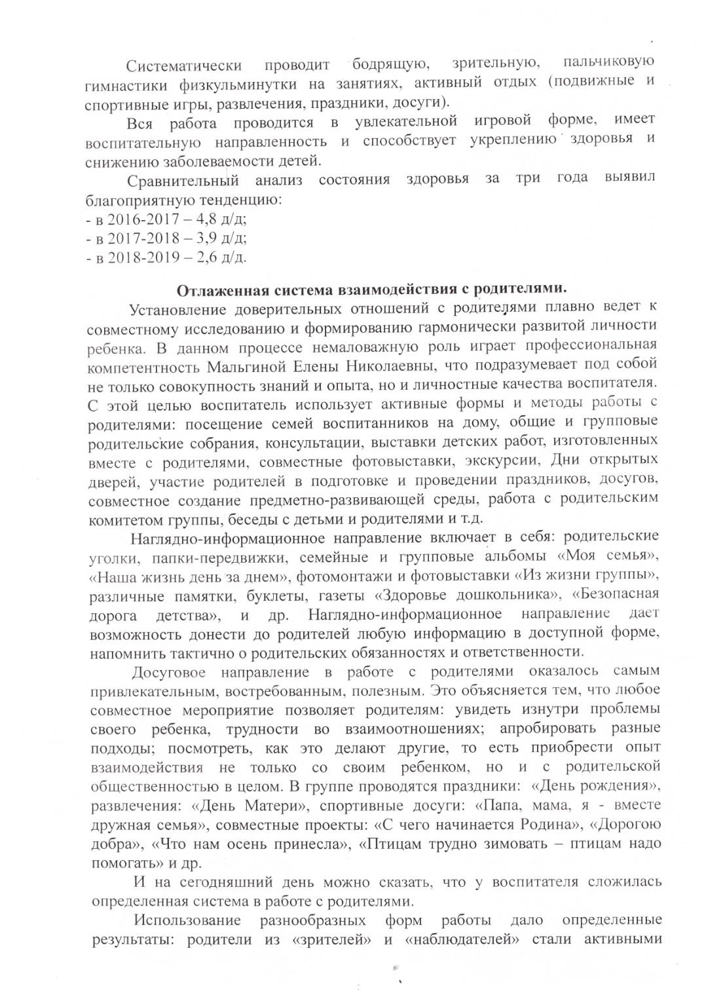 Систематически проводит бодрящую, зрительную, пальчиковую
гимнастики физкульминутки на занятиях, активный отдых (подвижные и
спортивные игры, развлечения, праздники, досуги).
Вся работа проводится в увлекательной игровой форме, имеет
воспитательную направленность и способствует укреплению здоровья и
снижению заболеваемости детей.
Сравнительный анализ состояния здоровья за три года выявил
благоприятную тенденцию:
- в 2016-2017 – 4,8 д/д;
- в 2017-2018 – 3,9 д/д;
- в 2018-2019 – 2,6 д/д.
Отлаженная система взаимодействия с родителями.
Установление доверительных отношений с родителями плавно ведет к
совместному исследованию и формированию гармонически развитой личности
ребенка. В данном процессе немаловажную роль играет профессиональная
компетентность Мальгиной Елены Николаевны, что подразумевает под собой
не только совокупность знаний и опыта, но и личностные качества воспитателя.
С этой целью воспитатель использует активные формы и методы работы с
родителями: посещение семей воспитанников на дому, общие и групповые
родительские собрания, консультации, выставки детских работ, изготовленных
вместе с родителями, совместные фотовыставки, экскурсии, Дни открытых
дверей, участие родителей в подготовке и проведении праздников, досугов,
совместное создание предметно-развивающей среды, работа с родительским
комитетом группы, беседы с детьми и родителями и т.д.
Наглядно-информационное направление включает в себя: родительские
уголки, папки-передвижки, семейные и групповые альбомы «Моя семья»,
«Наша жизнь день за днем», фотомонтажи и фотовыставки «Из жизни группы»,
различные памятки, буклеты, газеты «Здоровье дошкольника», «Безопасная
дорога детства», и др. Наглядно-информационное направление дает
возможность донести до родителей любую информацию в доступной форме,
напомнить тактично о родительских обязанностях и ответственности.
Досуговое направление в работе с родителями оказалось самым
привлекательным, востребованным, полезным. Это объясняется тем, что любое
совместное мероприятие позволяет родителям: увидеть изнутри проблемы
своего ребенка, трудности во взаимоотношениях; апробировать разные
подходы; посмотреть, как это делают другие, то есть приобрести опыт
взаимодействия не только со своим ребенком, но и с родительской
общественностью в целом. В группе проводятся праздники: «День рождения»,
развлечения: «День Матери», спортивные досуги: «Папа, мама, я - вместе
дружная семья», совместные проекты: «С чего начинается Родина», «Дорогою
добра», «Что нам осень принесла», «Птицам трудно зимовать – птицам надо
помогать» и др.
И на сегодняшний день можно сказать, что у воспитателя сложилась
определенная система в работе с родителями.
Использование разнообразных форм работы дало определенные
результаты: родители из «зрителей» и «наблюдателей» стали активными